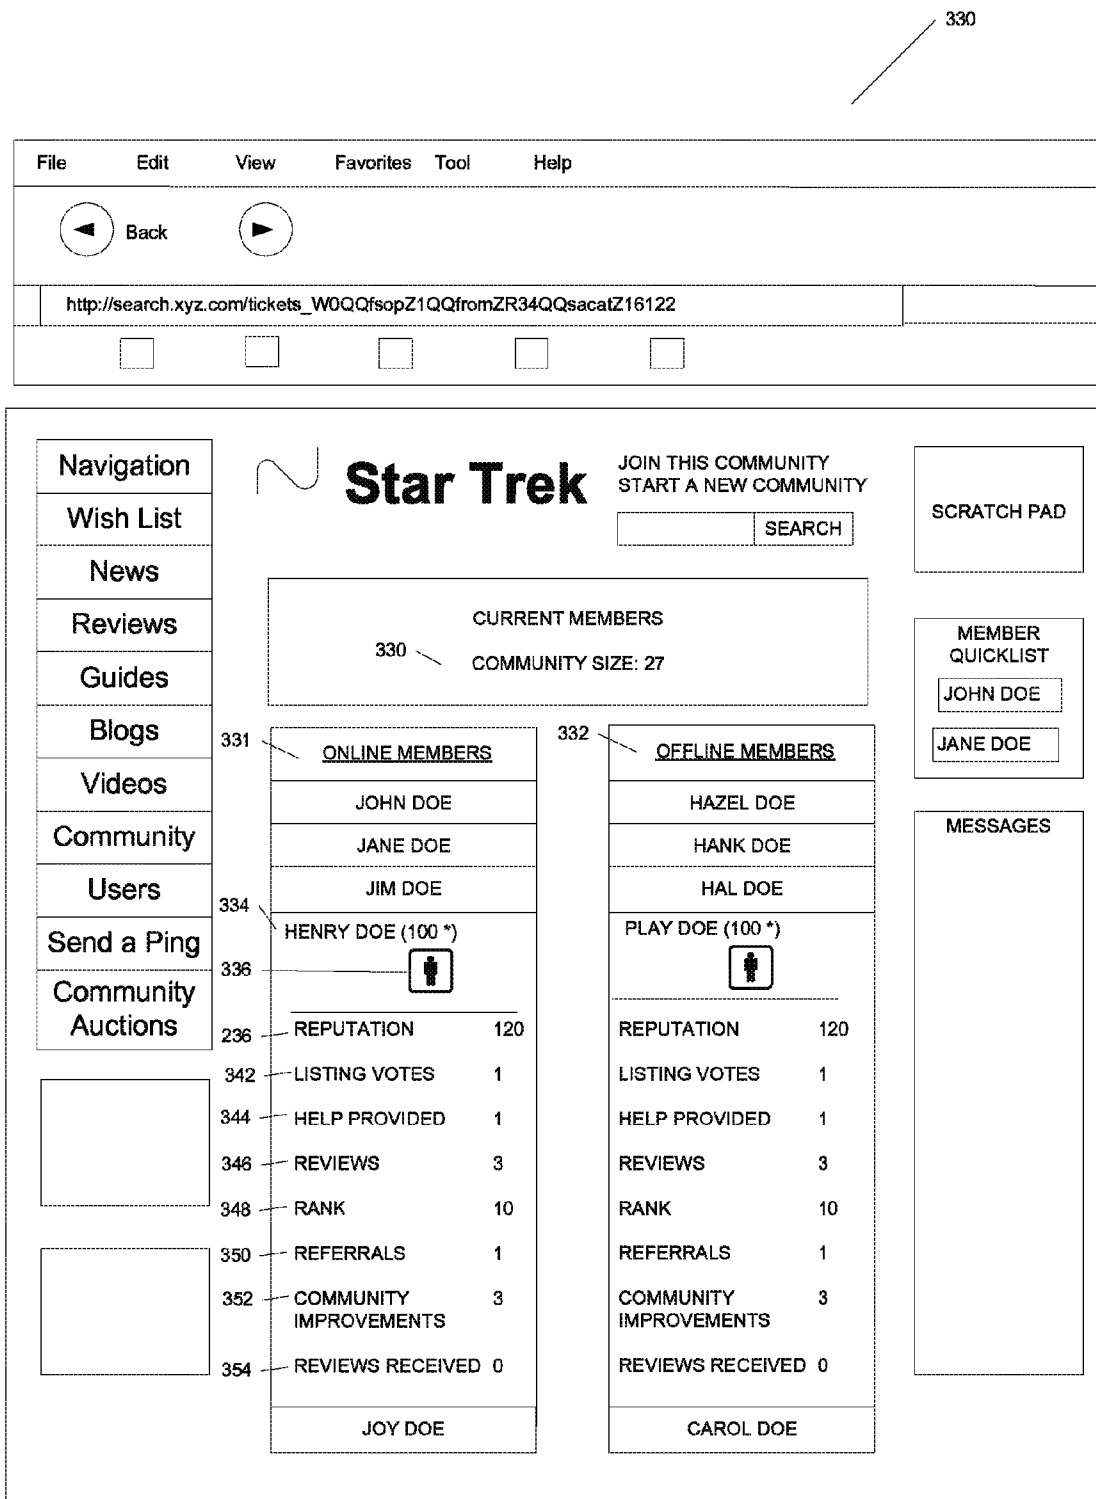 330
File Edit View Favorites Tool Help
Back
http://search.xyz.com/tickets_W0QQfsopZ1QQfromZR34QQsacatZ16122
Navigation
Wish List
News
Reviews
Guides
Blogs
Videos
Community
Users
Send a Ping
Community
Auctions
Star Trek
JOIN THIS COMMUNITY
START A NEW COMMUNITY
SEARCH
CURRENT MEMBERS
330
COMMUNITY SIZE: 27
331
ONLINE MEMBERS
JOHN DOE
JANE DOE
JIM DOE
334
HENRY DOE (100 *)
336
236 REPUTATION 120
342 LISTING VOTES 1
344 HELP PROVIDED 1
346 REVIEWS 3
348 RANK 10
350 REFERRALS 1
352 COMMUNITY 3
IMPROVEMENTS
354 REVIEWS RECEIVED 0
JOY DOE
332
OFFLINE MEMBERS
HAZEL DOE
HANK DOE
HAL DOE
PLAY DOE (100 *)
REPUTATION 120
LISTING VOTES 1
HELP PROVIDED 1
REVIEWS 3
RANK 10
REFERRALS 1
COMMUNITY 3
IMPROVEMENTS
REVIEWS RECEIVED 0
CAROL DOE
SCRATCH PAD
MEMBER
QUICKLIST
JOHN DOE
JANE DOE
MESSAGES